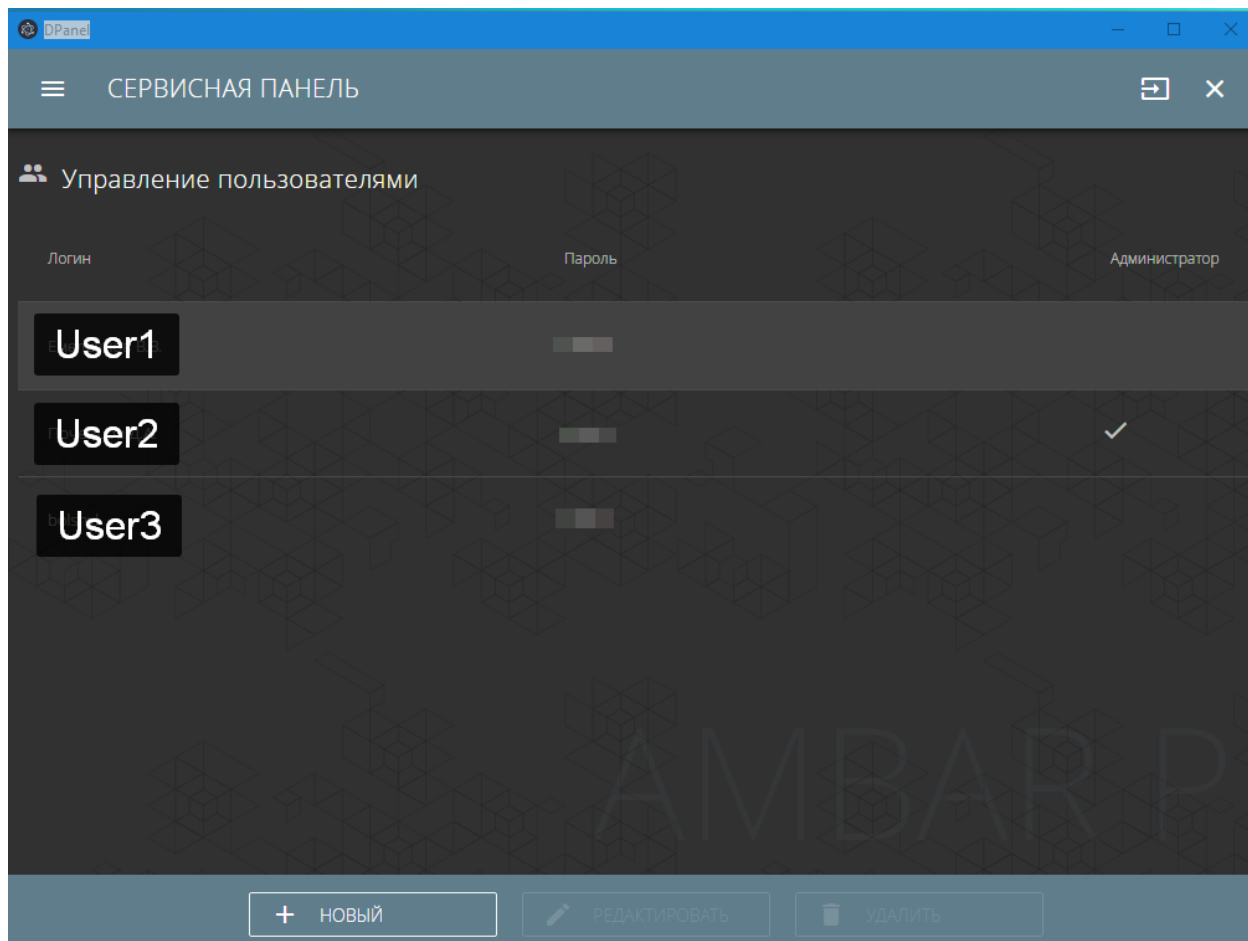 DPanel
СЕРВИСНАЯ ПАНЕЛЬ
Управление пользователями
Логин Пароль Администратор
User1
User2
User3
AMBAR P
НОВЫЙ РЕДАКТИРОВАТЬ УДАЛИТЬ